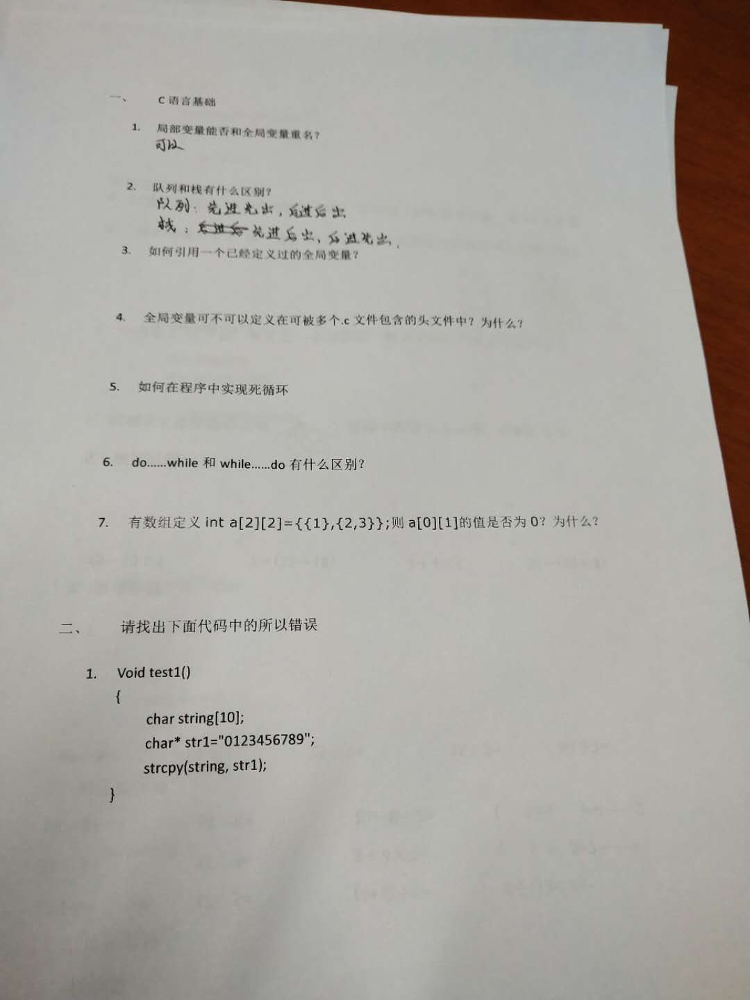 一、 C 语言基础
1. 局部变量能否和全局变量重名?
可以
2. 队列和栈有什么区别?
队列: 先进先出, 后进后出
栈: 先进后出、后进先出.
3. 如何引用一个已经定义过的全局变量?
4. 全局变量可不可以定义在可被多个.c 文件包含的头文件中? 为什么?
5. 如何在程序中实现死循环
6. do......while 和 while......do 有什么区别?
7. 有数组定义 int a[2][2]={{1},{2,3}};则 a[0][1]的值是否为 0? 为什么?
二、 请找出下面代码中的所以错误
1. Void test1()
{
char string[10];
char* str1="0123456789";
strcpy(string, str1);
}